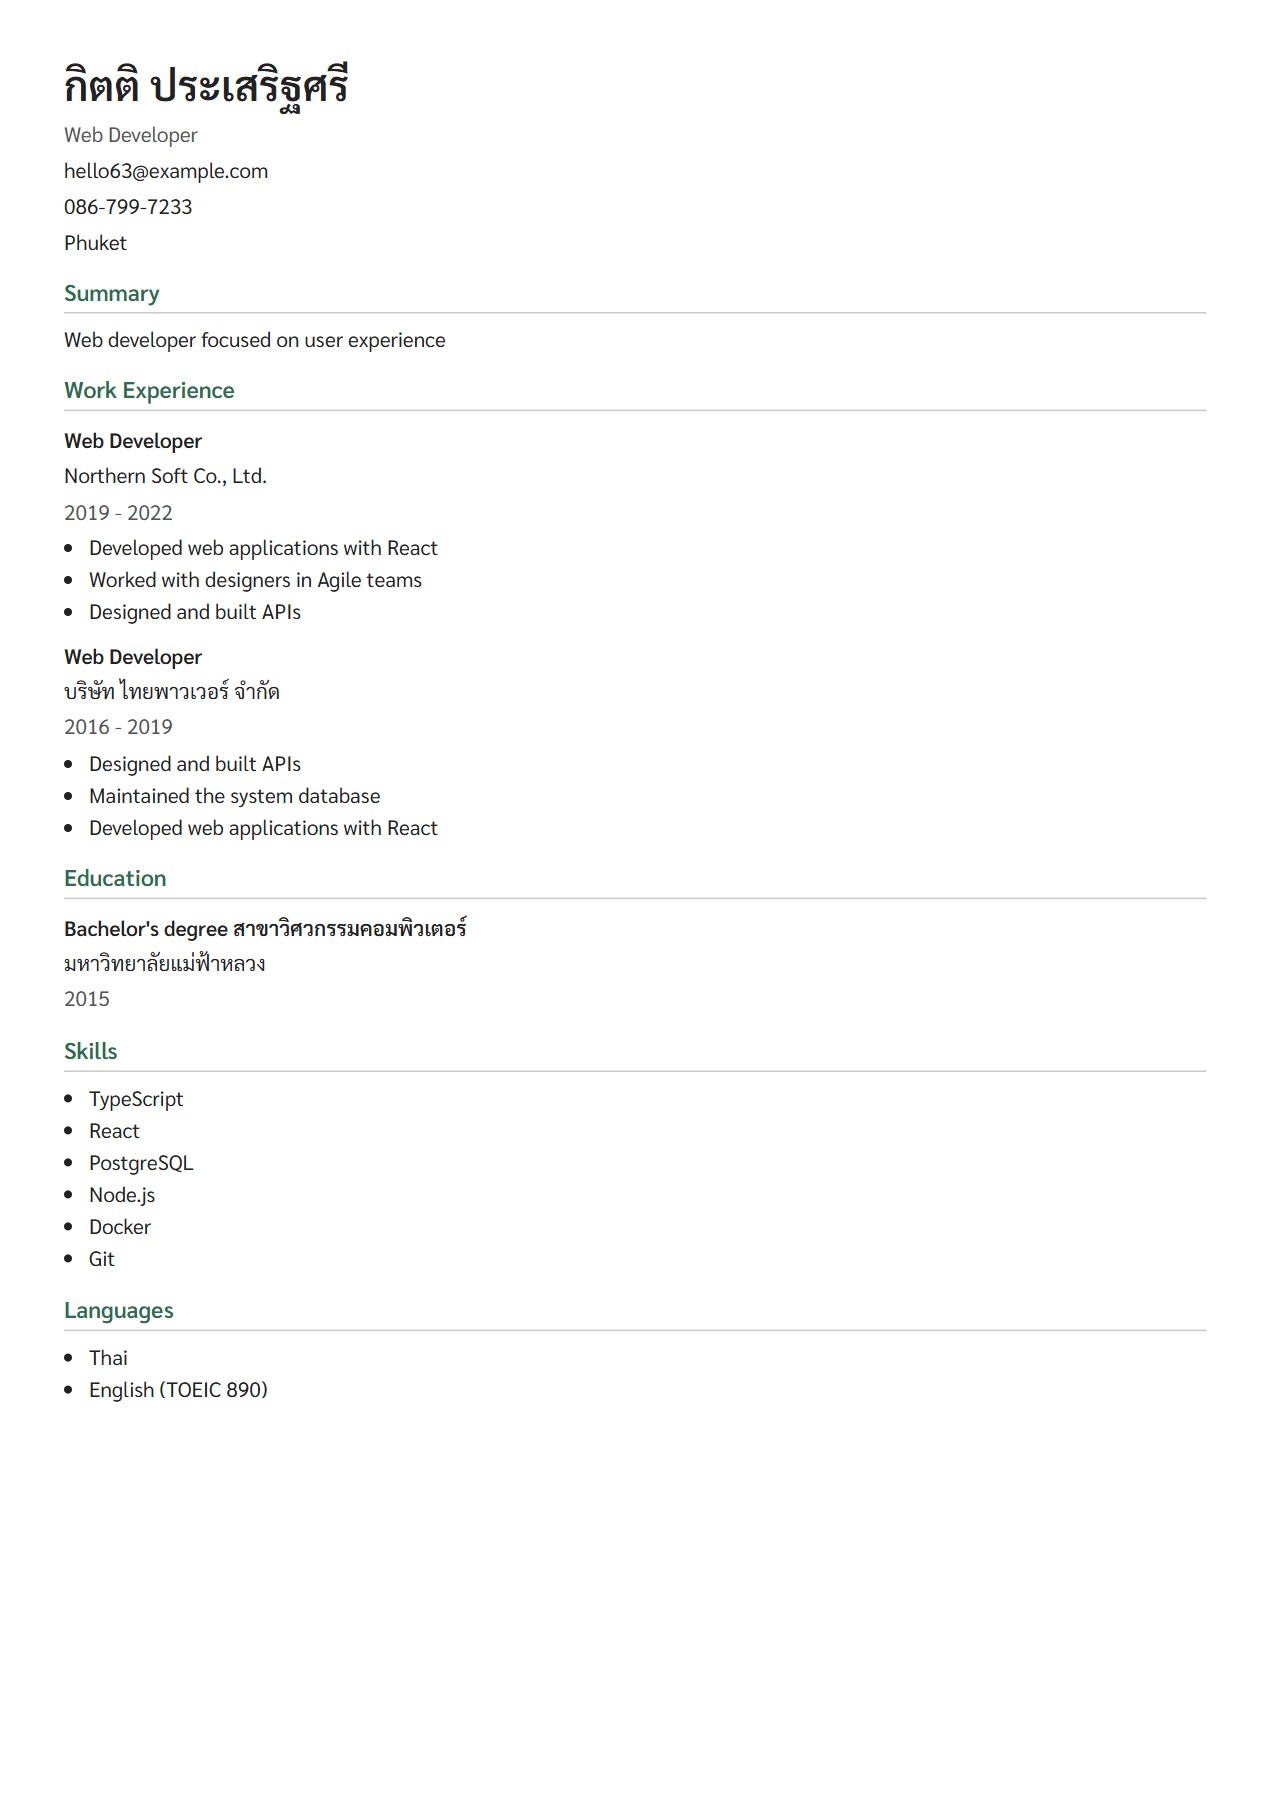 กิตติ ประเสริฐศรี
Web Developer
hello63@example.com
086-799-7233
Phuket
Summary
Web developer focused on user experience
Work Experience
Web Developer
Northern Soft Co., Ltd.
2019 - 2022
Developed web applications with React
Worked with designers in Agile teams
Designed and built APIs
Web Developer
บริษัท ไทยพาวเวอร์ จำกัด
2016 - 2019
Designed and built APIs
Maintained the system database
Developed web applications with React
Education
Bachelor's degree สาขาวิศวกรรมคอมพิวเตอร์
มหาวิทยาลัยแม่ฟ้าหลวง
2015
Skills
TypeScript
React
PostgreSQL
Node.js
Docker
Git
Languages
Thai
English (TOEIC 890)